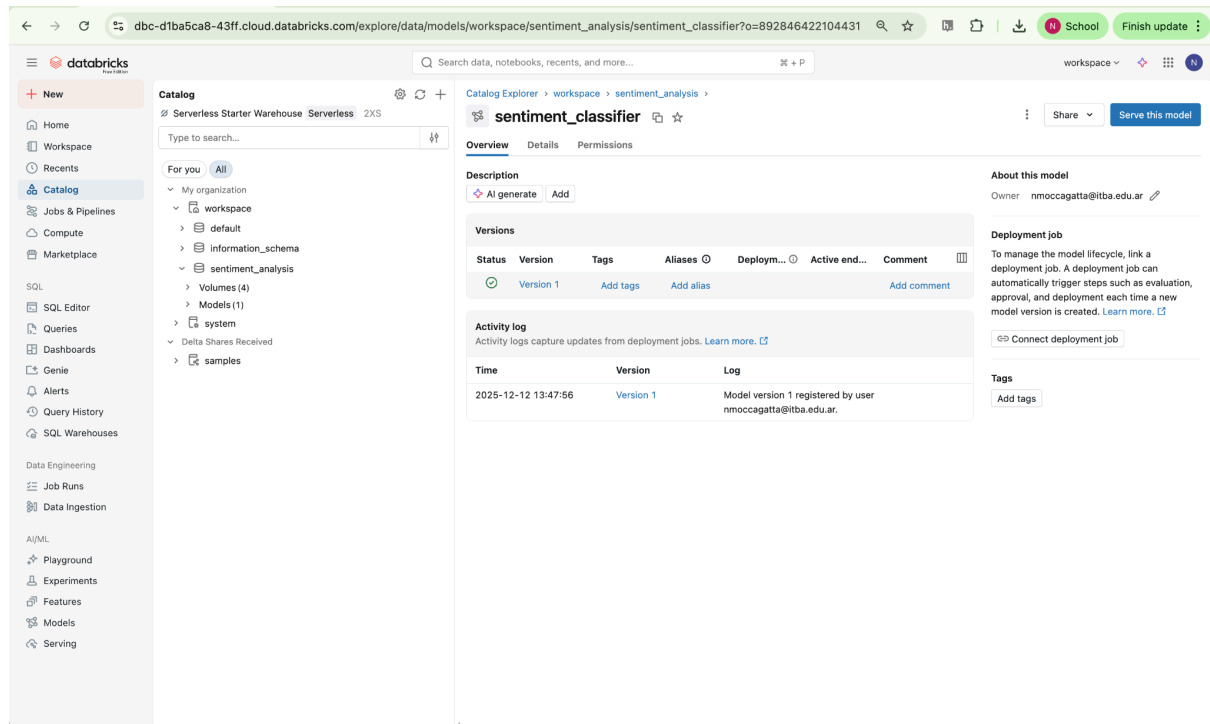 dbc-d1ba5ca8-43ff.cloud.databricks.com/explore/data/models/workspace/sentiment_analysis/sentiment_classifier?o=892846422104431
h.
N School
Finish update
databricks
Free Edition
Search data, notebooks, recents, and more...
⌘ + P
workspace
N
New
Home
Workspace
Recents
Catalog
Jobs & Pipelines
Compute
Marketplace
SQL
SQL Editor
Queries
Dashboards
Genie
Alerts
Query History
SQL Warehouses
Data Engineering
Job Runs
Data Ingestion
AI/ML
Playground
Experiments
Features
Models
Serving
Catalog
Serverless Starter Warehouse Serverless 2XS
Type to search...
For you All
My organization
workspace
default
information_schema
sentiment_analysis
Volumes (4)
Models (1)
system
Delta Shares Received
samples
Catalog Explorer › workspace › sentiment_analysis ›
sentiment_classifier
Share
Serve this model
Overview Details Permissions
Description
AI generate Add
Versions
Status Version Tags Aliases Deploym... Active end... Comment
Version 1 Add tags Add alias Add comment
Activity log
Activity logs capture updates from deployment jobs. Learn more.
Time Version Log
2025-12-12 13:47:56 Version 1 Model version 1 registered by user
nmoccagatta@itba.edu.ar.
About this model
Owner nmoccagatta@itba.edu.ar
Deployment job
To manage the model lifecycle, link a
deployment job. A deployment job can
automatically trigger steps such as evaluation,
approval, and deployment each time a new
model version is created. Learn more.
Connect deployment job
Tags
Add tags